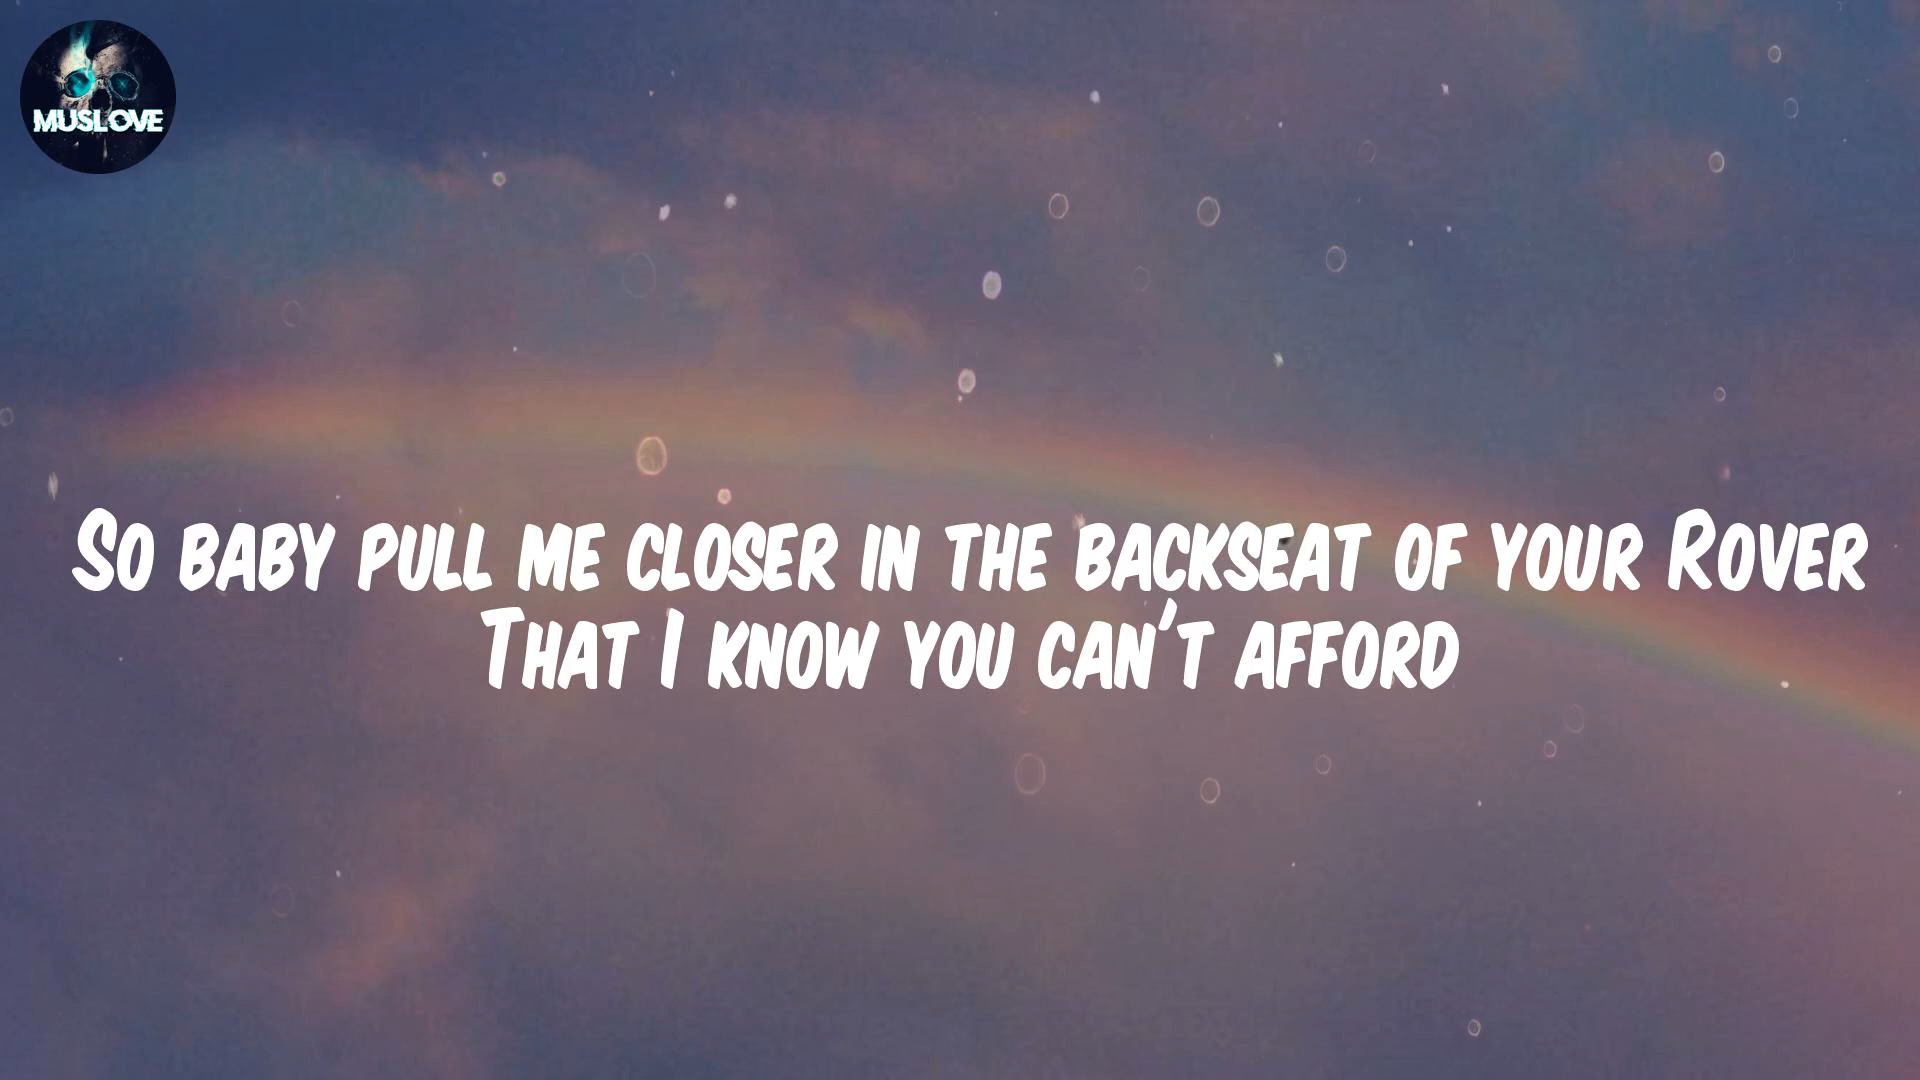 MUSLOVE
So baby pull me closer in the backseat of your Rover
That I know you can't afford